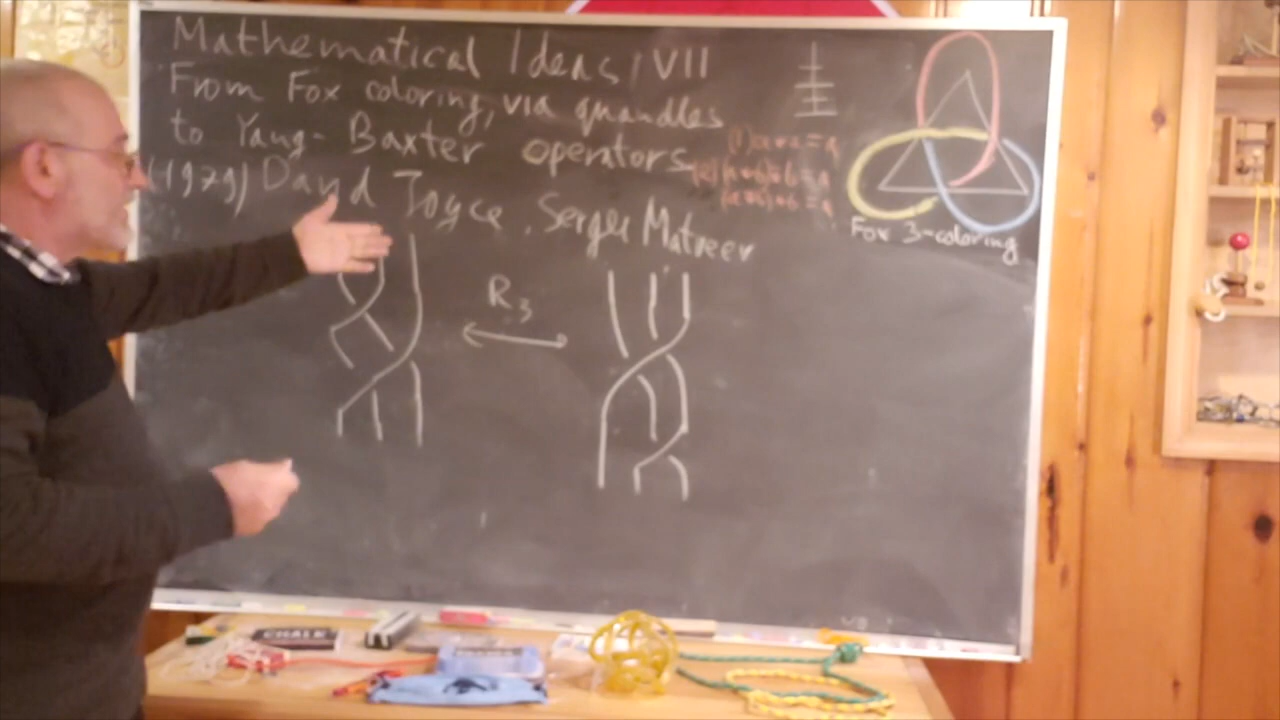 Mathematical Ideas, VII
From Fox coloring, via quandles
to Yang-Baxter operators
(1979) David Joyce, Sergei Matveev
(1) a*a=a
(a*b)*b=a
Fox 3-coloring
R₃
CHALK